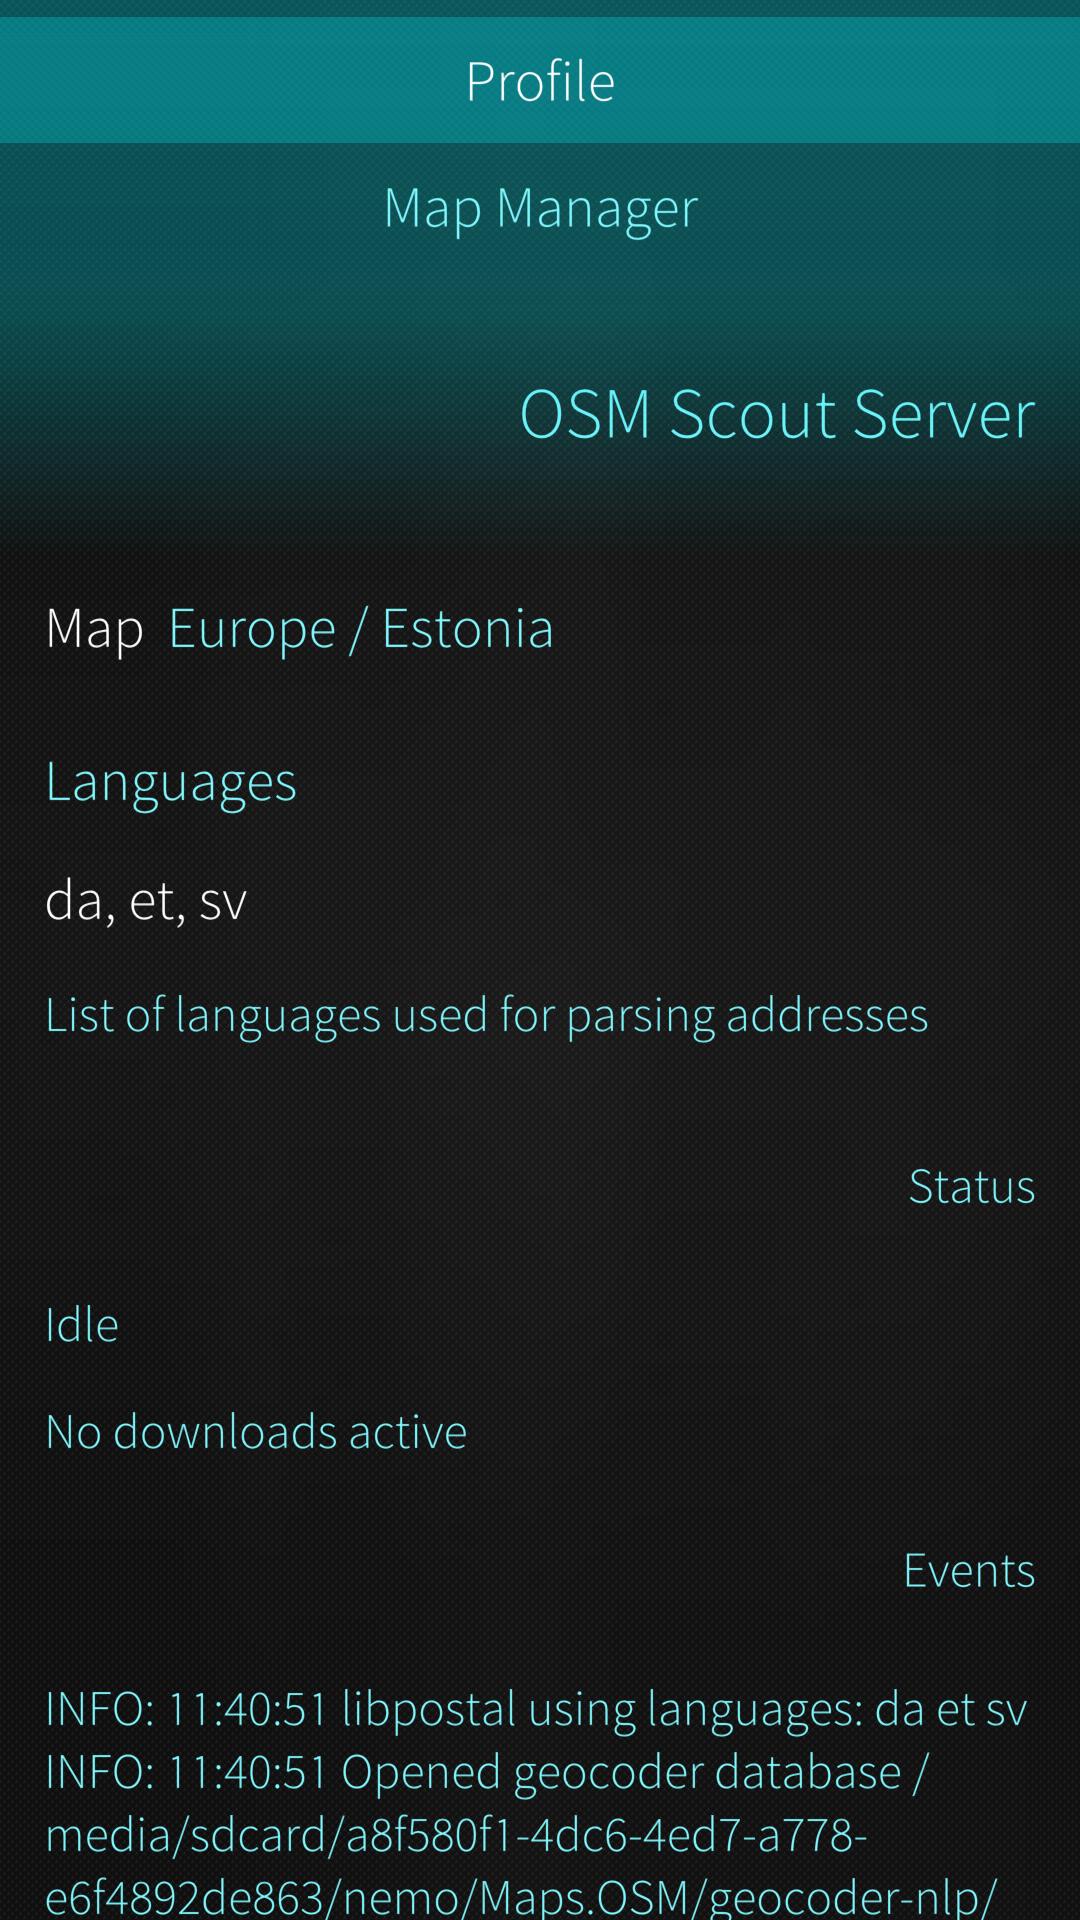 Profile
Map Manager
OSM Scout Server
Map Europe / Estonia
Languages
da, et, sv
List of languages used for parsing addresses
Status
Idle
No downloads active
Events
INFO: 11:40:51 libpostal using languages: da et sv
INFO: 11:40:51 Opened geocoder database /
media/sdcard/a8f580f1-4dc6-4ed7-a778-
e6f4892de863/nemo/Maps.OSM/geocoder-nlp/